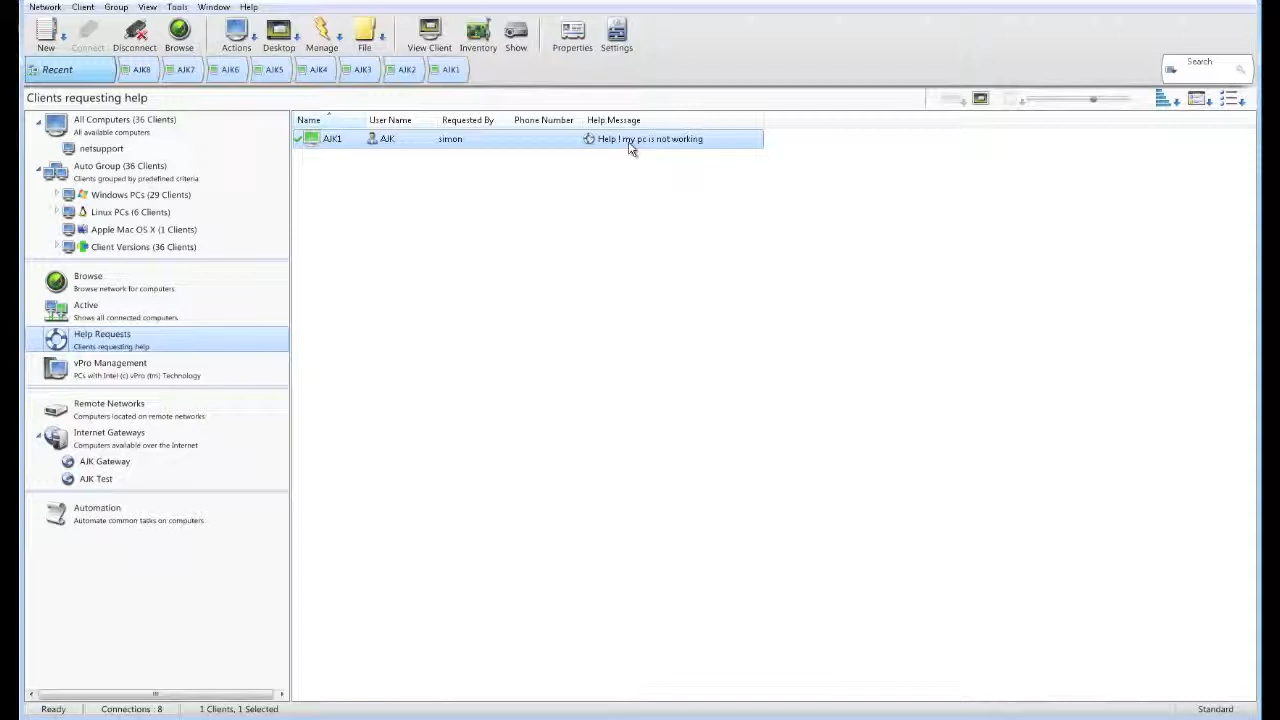 Network Client Group View Tools Window Help
New Connect Disconnect Browse Actions Desktop Manage File View Client Inventory Show Properties Settings
Recent AJK8 AJK7 AJK6 AJK5 AJK4 AJK3 AJK2 AJK1 Search
Clients requesting help
All Computers (36 Clients)
All available computers
netsupport
Auto Group (36 Clients)
Clients grouped by predefined criteria
Windows PCs (29 Clients)
Linux PCs (6 Clients)
Apple Mac OS X (1 Clients)
Client Versions (36 Clients)
Browse
Browse network for computers
Active
Shows all connected computers
Help Requests
Clients requesting help
vPro Management
PCs with Intel (c) vPro (tm) Technology
Remote Networks
Computers located on remote networks
Internet Gateways
Computers available over the Internet
AJK Gateway
AJK Test
Automation
Automate common tasks on computers
Name User Name Requested By Phone Number Help Message
AJK1 AJK simon Help ! my pc is not working
Ready Connections : 8 1 Clients, 1 Selected Standard